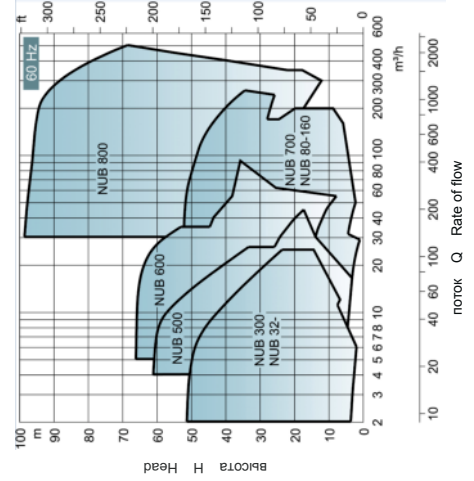 ft 300 250 200 150 100 50 0
60 Hz
NUB 800
NUB 700
NUB 80-160
NUB 600
NUB 500
NUB 300
NUB 32-
100 m 90 80 70 60 50 40 30 20 10 0
высота H Head
2 3 4 5 6 7 8 10 20 30 40 60 80 100 200 300 400 600
m³/h
10 20 40 60 100 200 400 600 1000 2000
поток Q Rate of flow